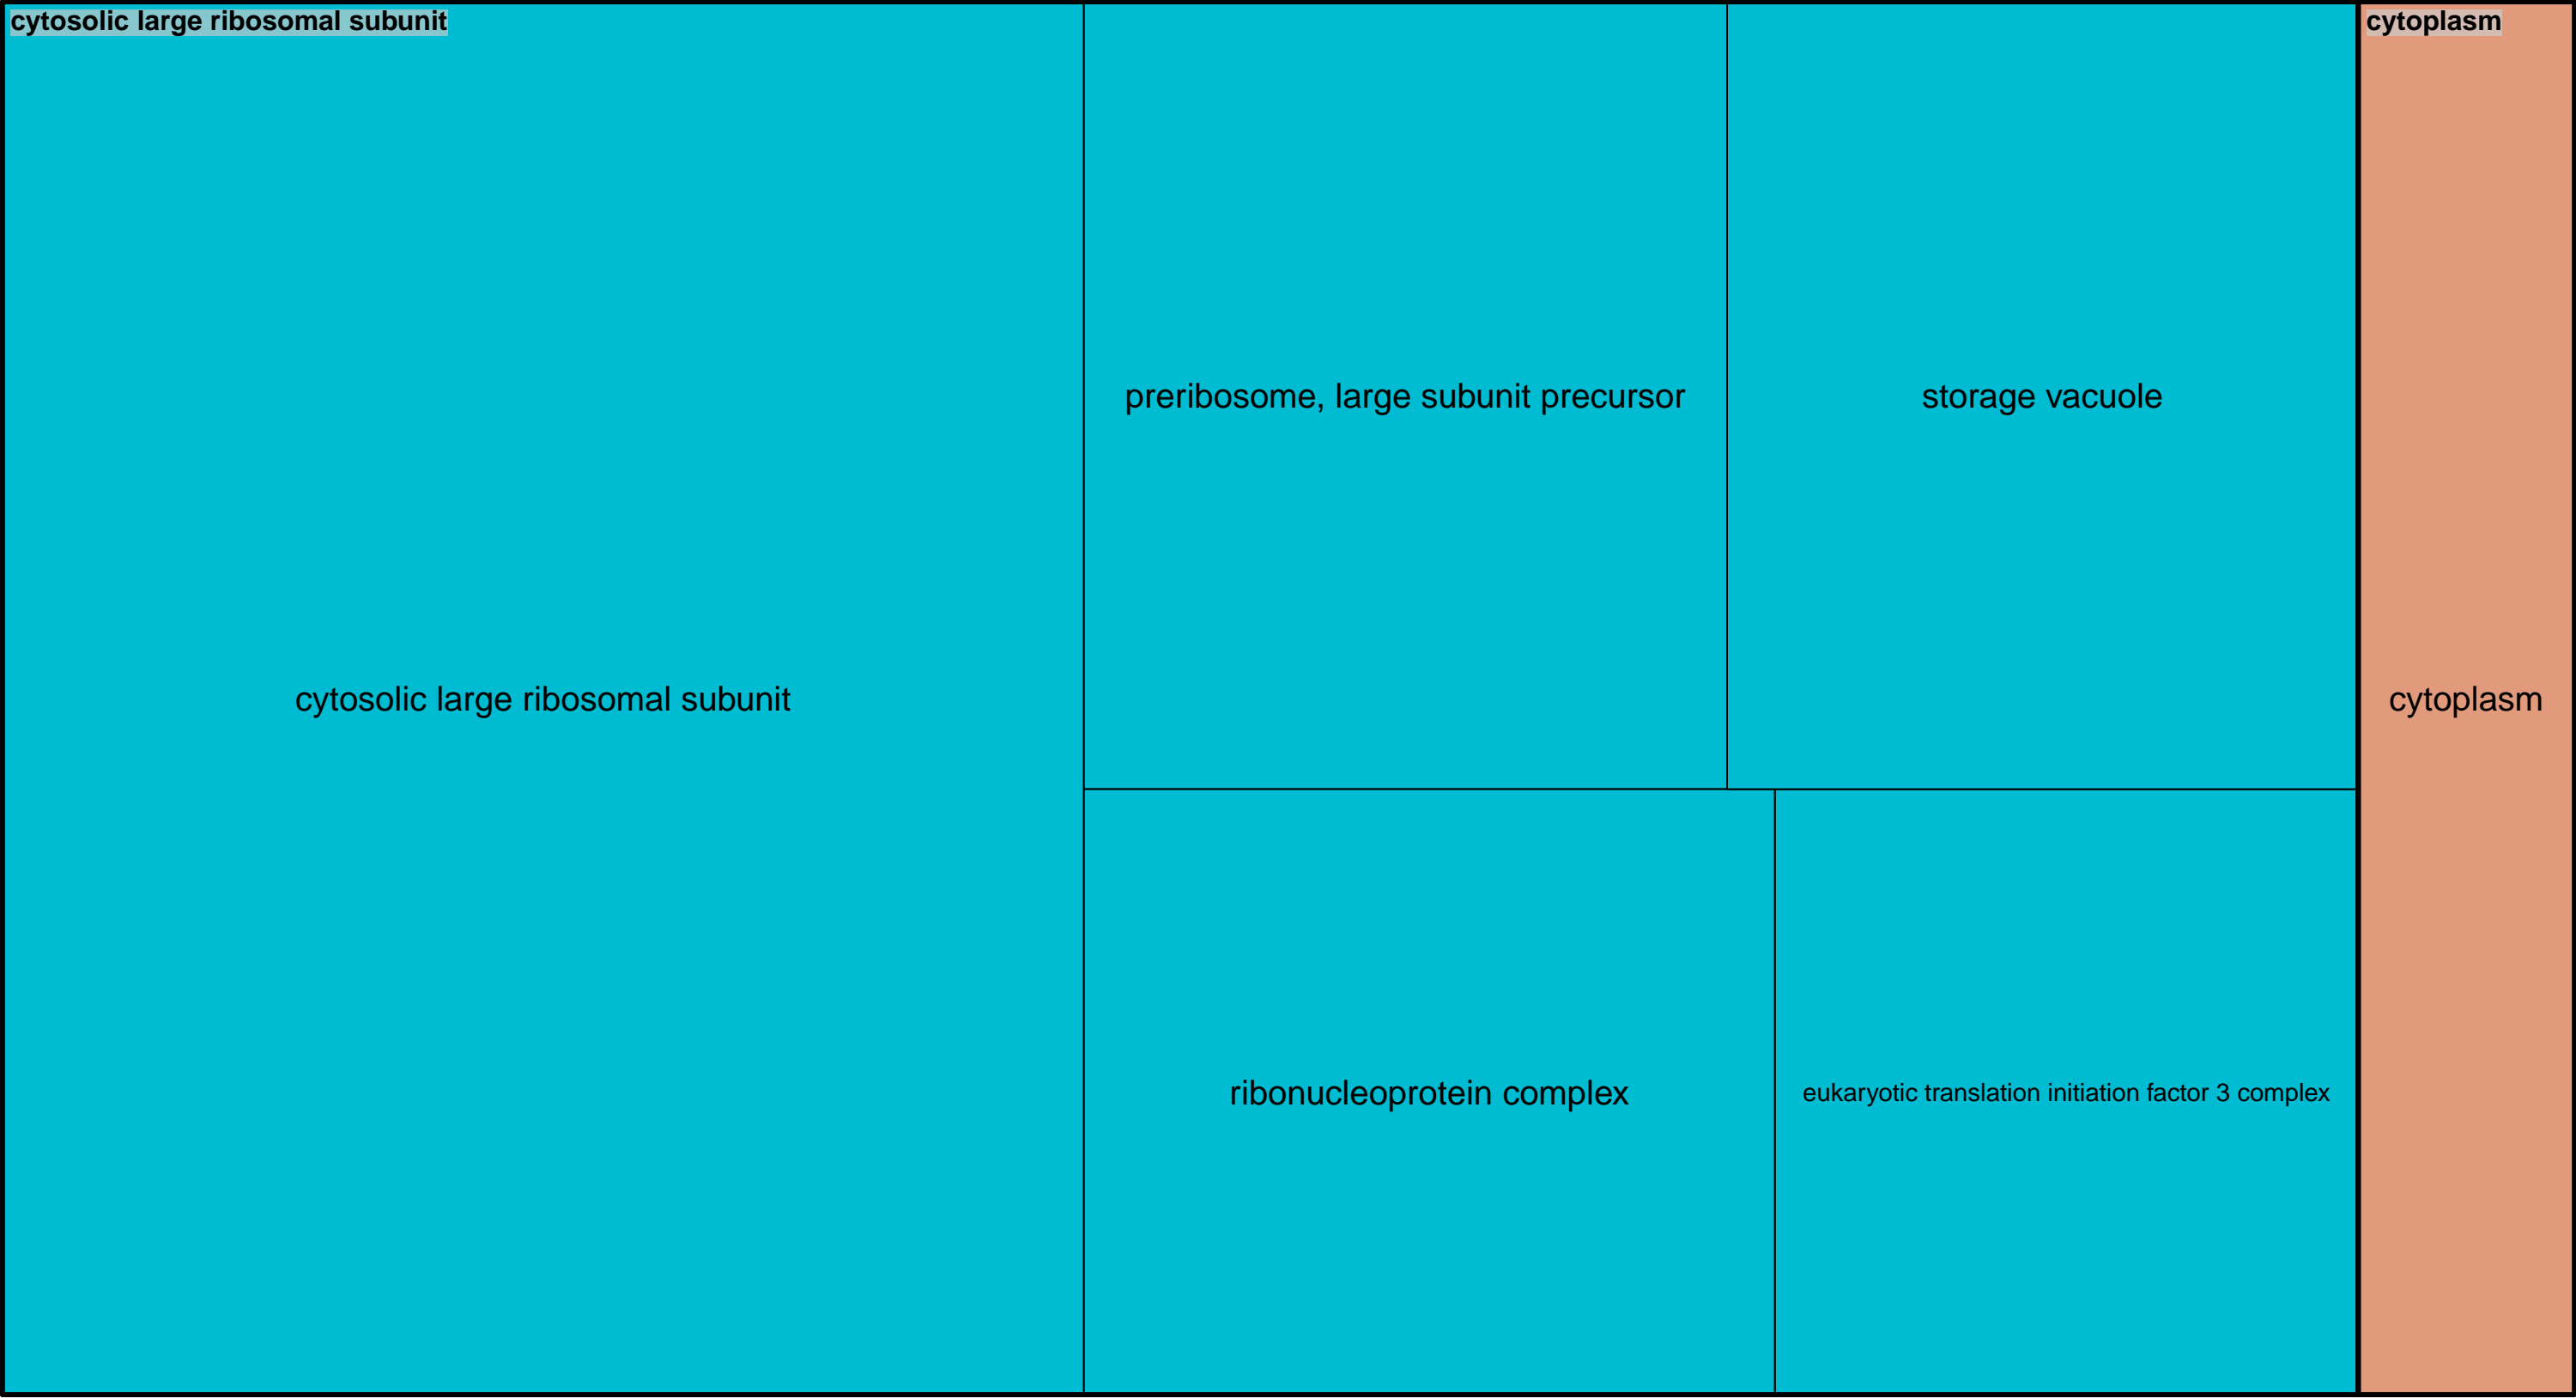 cytosolic large ribosomal subunit
cytoplasm
preribosome, large subunit precursor
storage vacuole
cytosolic large ribosomal subunit
cytoplasm
ribonucleoprotein complex
eukaryotic translation initiation factor 3 complex